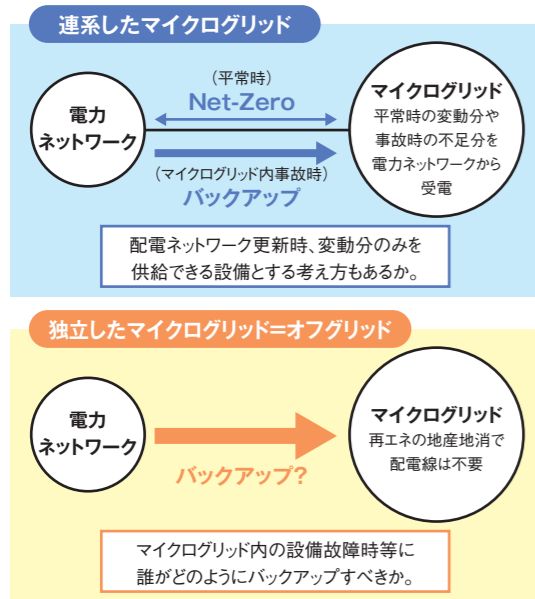 連系したマイクログリッド
電力
ネットワーク
(平常時)
Net-Zero
(マイクログリッド内事故時)
バックアップ
マイクログリッド
平常時の変動分や
事故時の不足分を
電力ネットワークから
受電
配電ネットワーク更新時、変動分のみを
供給できる設備とする考え方もあるか。
独立したマイクログリッド=オフグリッド
電力
ネットワーク
バックアップ?
マイクログリッド
再エネの地産地消で
配電線は不要
マイクログリッド内の設備故障時等に
誰がどのようにバックアップすべきか。